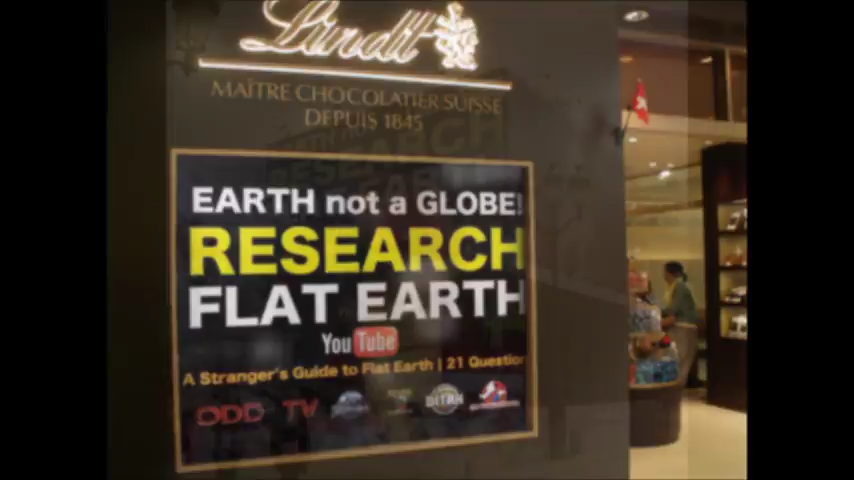 Lindt
MAÎTRE CHOCOLATIER SUISSE
DEPUIS 1845
EARTH not a GLOBE!
RESEARCH
FLAT EARTH
YouTube
A Stranger's Guide to Flat Earth | 21 Question
ODD TV
DITRH